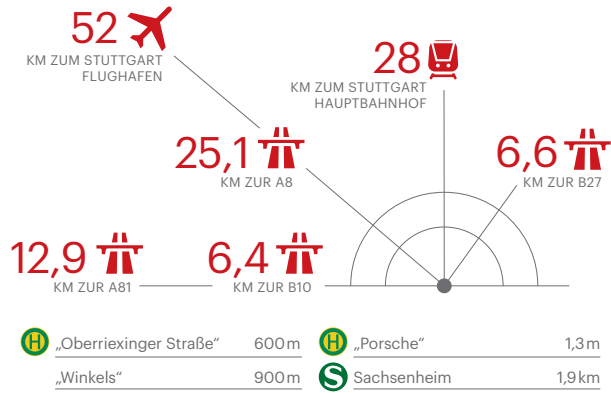 52
KM ZUM STUTTGART
FLUGHAFEN
28
KM ZUM STUTTGART
HAUPTBAHNHOF
25,1
KM ZUR A8
6,6
KM ZUR B27
12,9
KM ZUR A81
6,4
KM ZUR B10
H „Oberriexinger Straße“ 600 m
H „Porsche“ 1,3 m
„Winkels“ 900 m
S Sachsenheim 1,9 km